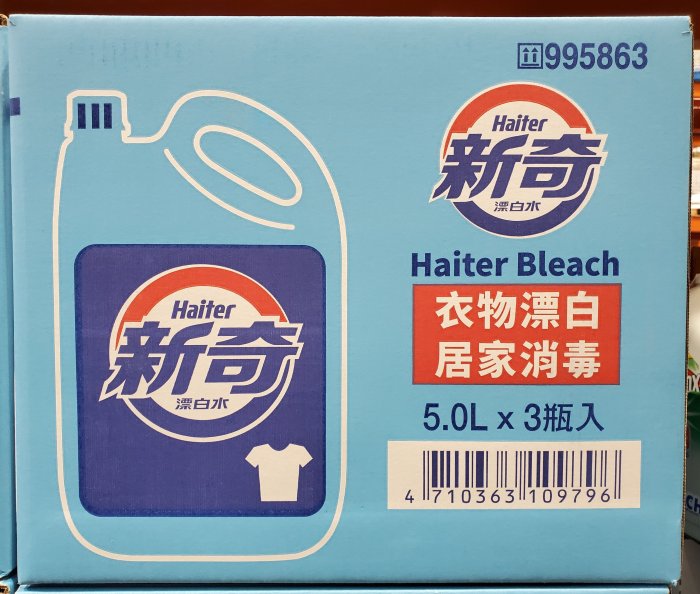 995863
Haiter
新奇
漂白水
Haiter Bleach
衣物漂白
居家消毒
5.0L x 3瓶入
4 710363 109796
Haiter
新奇
漂白水